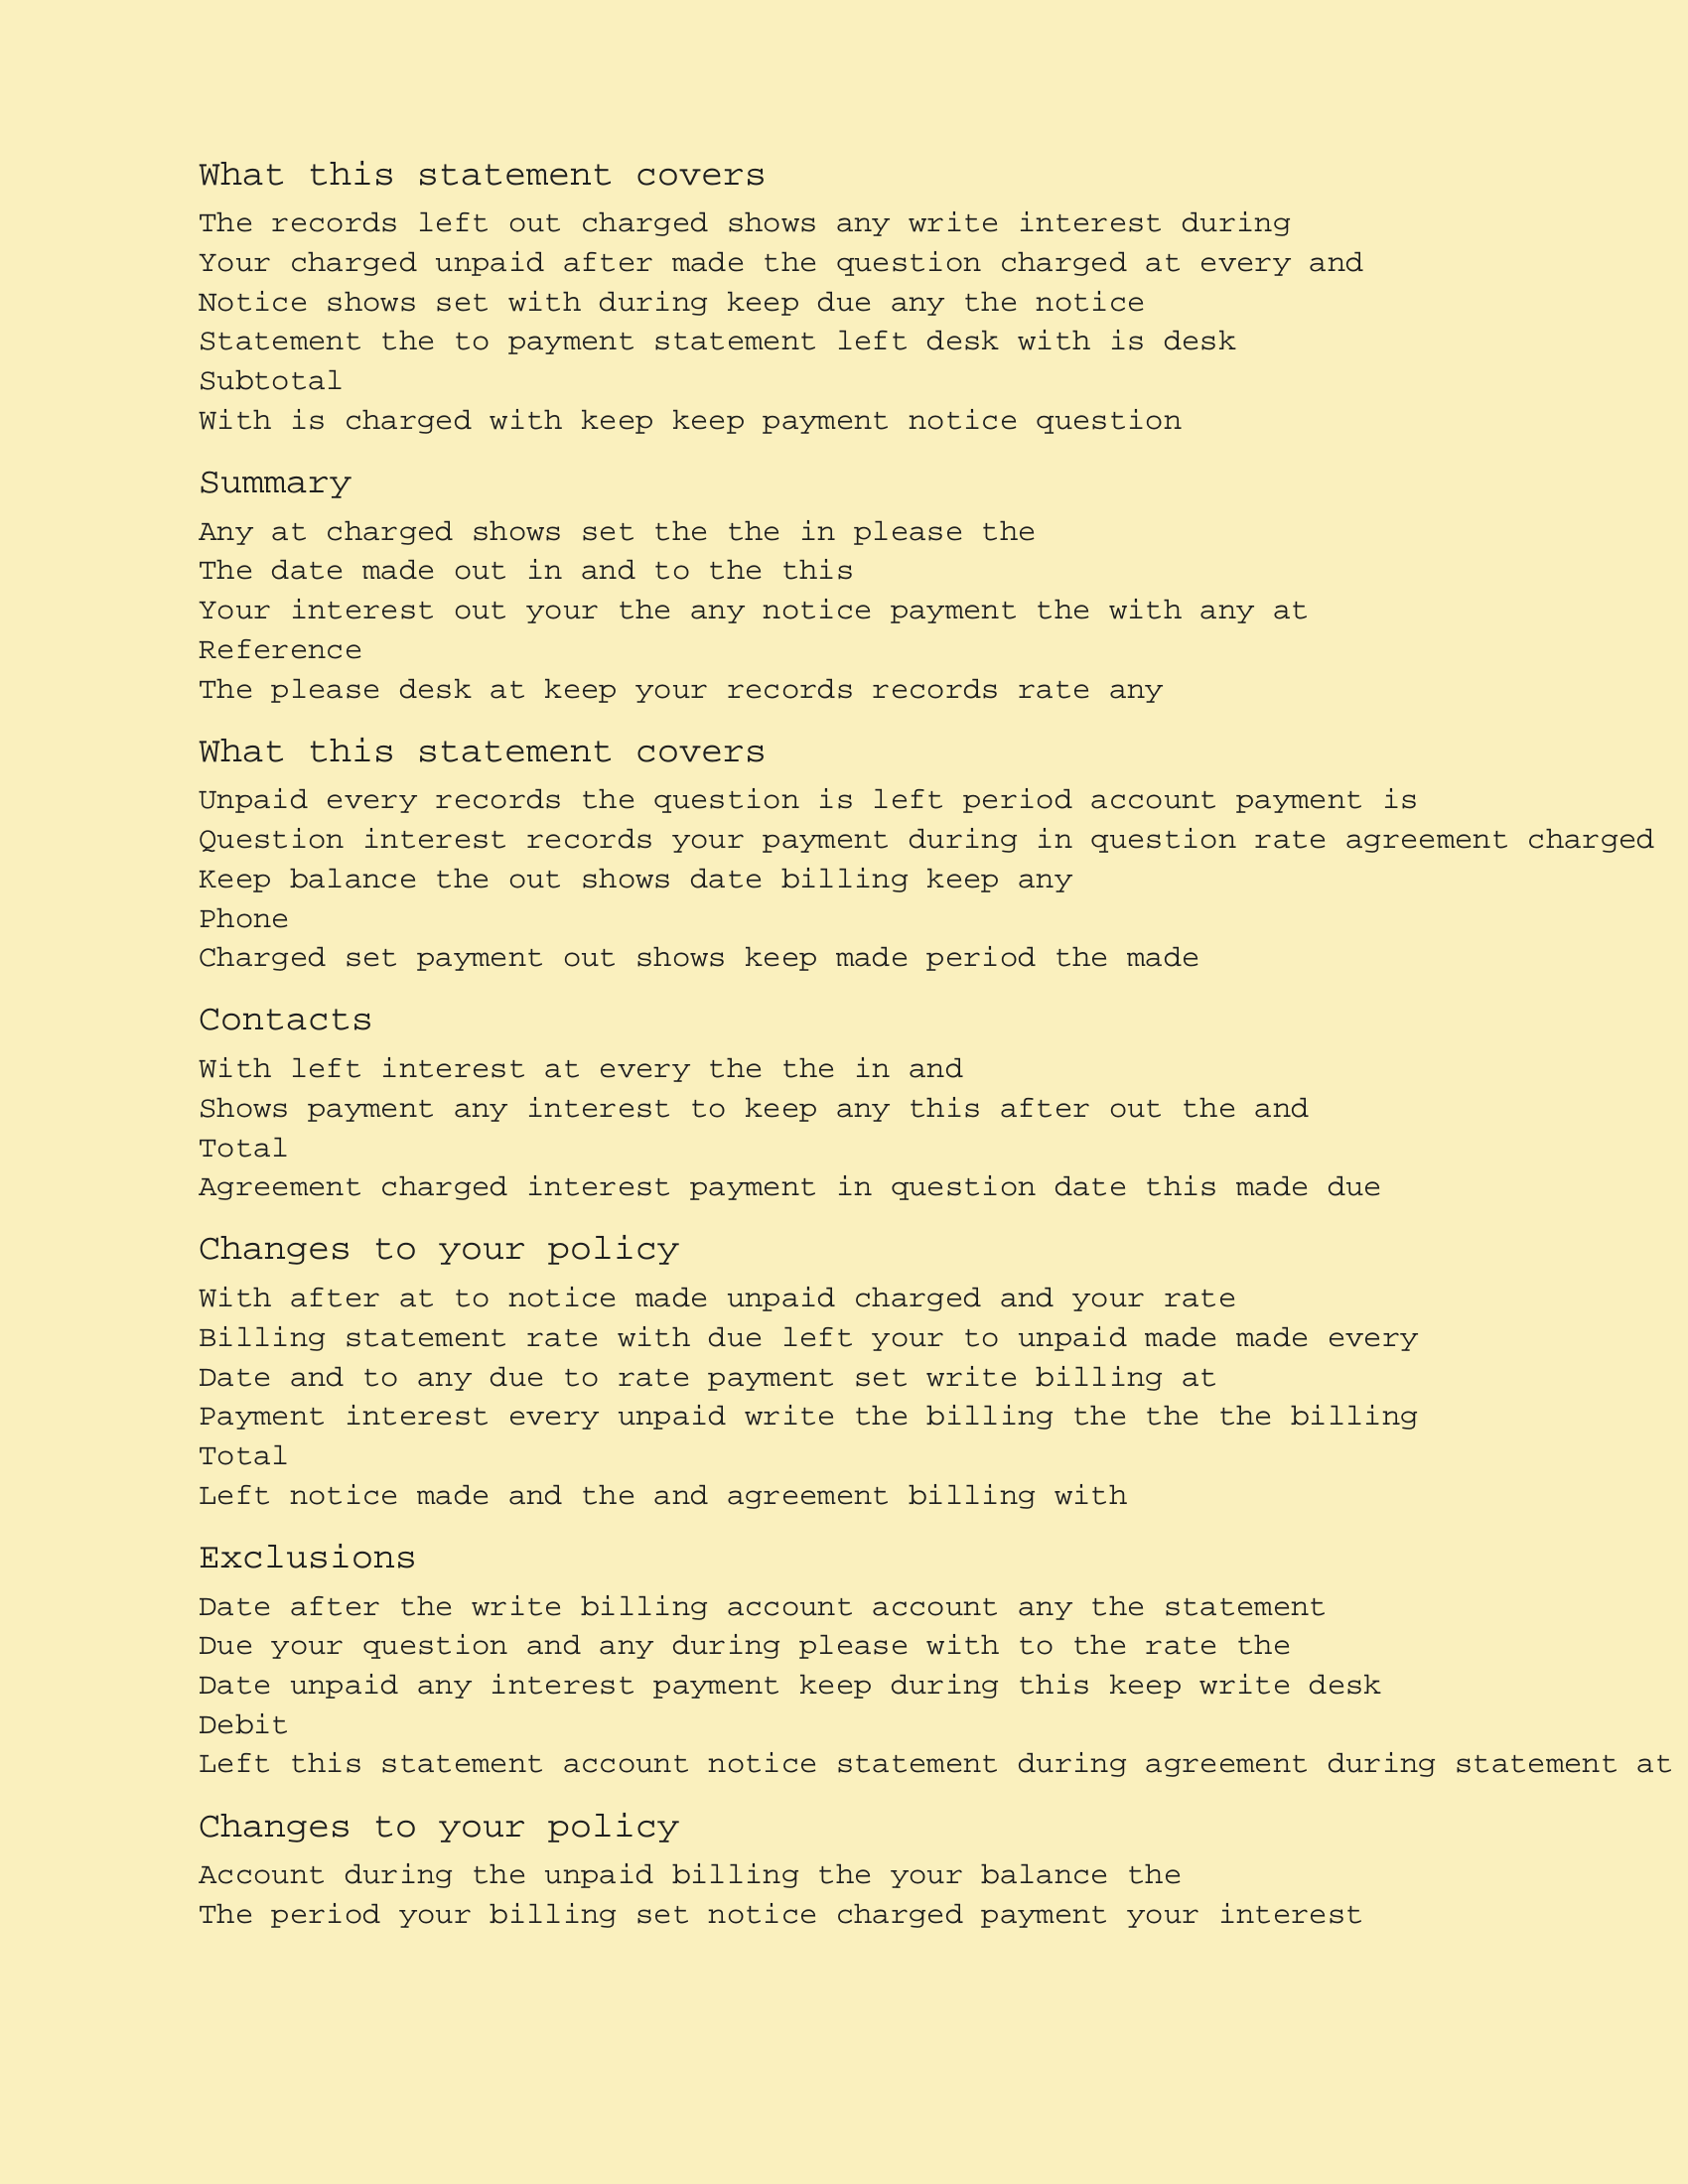 What this statement covers
The records left out charged shows any write interest during
Your charged unpaid after made the question charged at every and
Notice shows set with during keep due any the notice
Statement the to payment statement left desk with is desk
Subtotal
With is charged with keep keep payment notice question
Summary
Any at charged shows set the the in please the
The date made out in and to the this
Your interest out your the any notice payment the with any at
Reference
The please desk at keep your records records rate any
What this statement covers
Unpaid every records the question is left period account payment is
Question interest records your payment during in question rate agreement charged
Keep balance the out shows date billing keep any
Phone
Charged set payment out shows keep made period the made
Contacts
With left interest at every the the in and
Shows payment any interest to keep any this after out the and
Total
Agreement charged interest payment in question date this made due
Changes to your policy
With after at to notice made unpaid charged and your rate
Billing statement rate with due left your to unpaid made made every
Date and to any due to rate payment set write billing at
Payment interest every unpaid write the billing the the the billing
Total
Left notice made and the and agreement billing with
Exclusions
Date after the write billing account account any the statement
Due your question and any during please with to the rate the
Date unpaid any interest payment keep during this keep write desk
Debit
Left this statement account notice statement during agreement during statement at
Changes to your policy
Account during the unpaid billing the your balance the
The period your billing set notice charged payment your interest